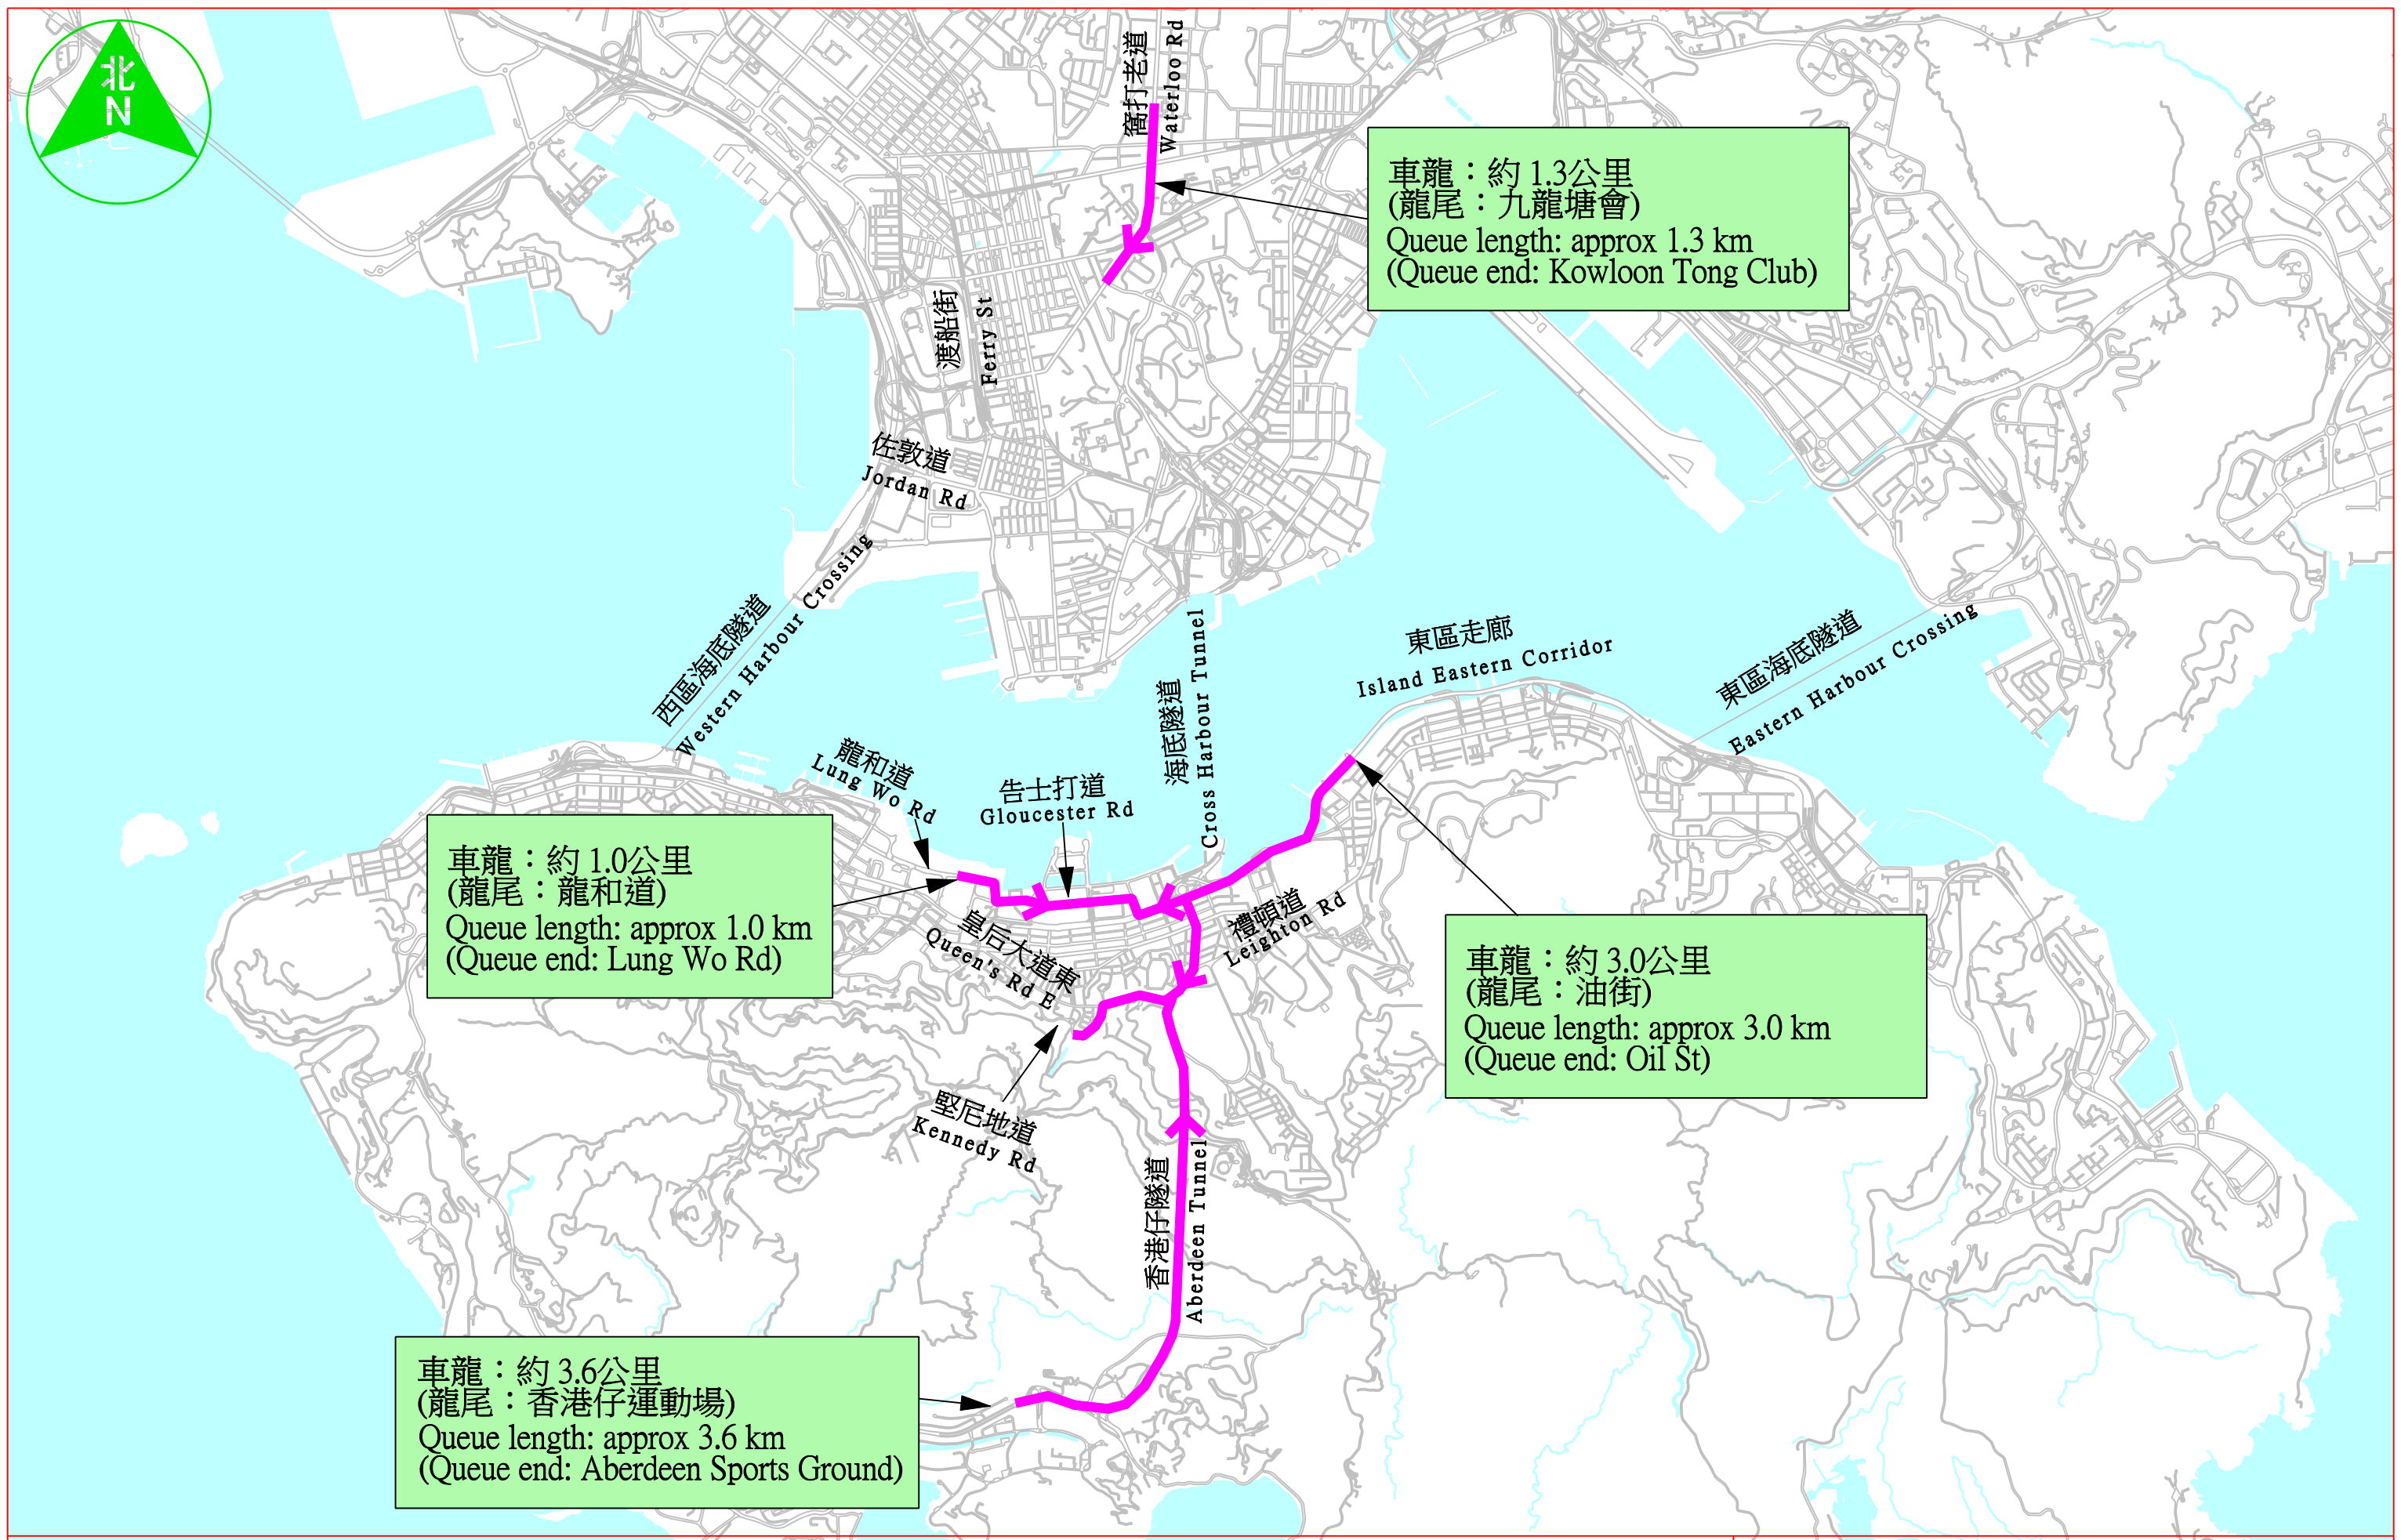 北
N
窩打老道
Waterloo Rd
車龍：約 1.3公里
(龍尾：九龍塘會)
Queue length: approx 1.3 km
(Queue end: Kowloon Tong Club)
渡船街
Ferry St
佐敦道
Jordan Rd
西區海底隧道
Western Harbour Crossing
海底隧道
Cross Harbour Tunnel
東區走廊
Island Eastern Corridor
東區海底隧道
Eastern Harbour Crossing
龍和道
Lung Wo Rd
告士打道
Gloucester Rd
車龍：約 1.0公里
(龍尾：龍和道)
Queue length: approx 1.0 km
(Queue end: Lung Wo Rd)
皇后大道東
Queen's Rd E
禮頓道
Leighton Rd
車龍：約 3.0公里
(龍尾：油街)
Queue length: approx 3.0 km
(Queue end: Oil St)
堅尼地道
Kennedy Rd
香港仔隧道
Aberdeen Tunnel
車龍：約 3.6公里
(龍尾：香港仔運動場)
Queue length: approx 3.6 km
(Queue end: Aberdeen Sports Ground)